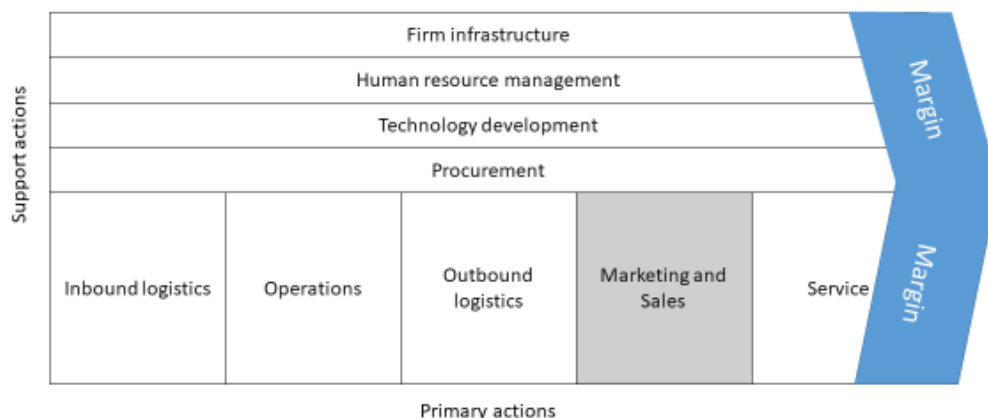 Support actions
Firm infrastructure
Human resource management
Technology development
Procurement
Margin
Inbound logistics
Operations
Outbound
logistics
Marketing and
Sales
Service
Margin
Primary actions